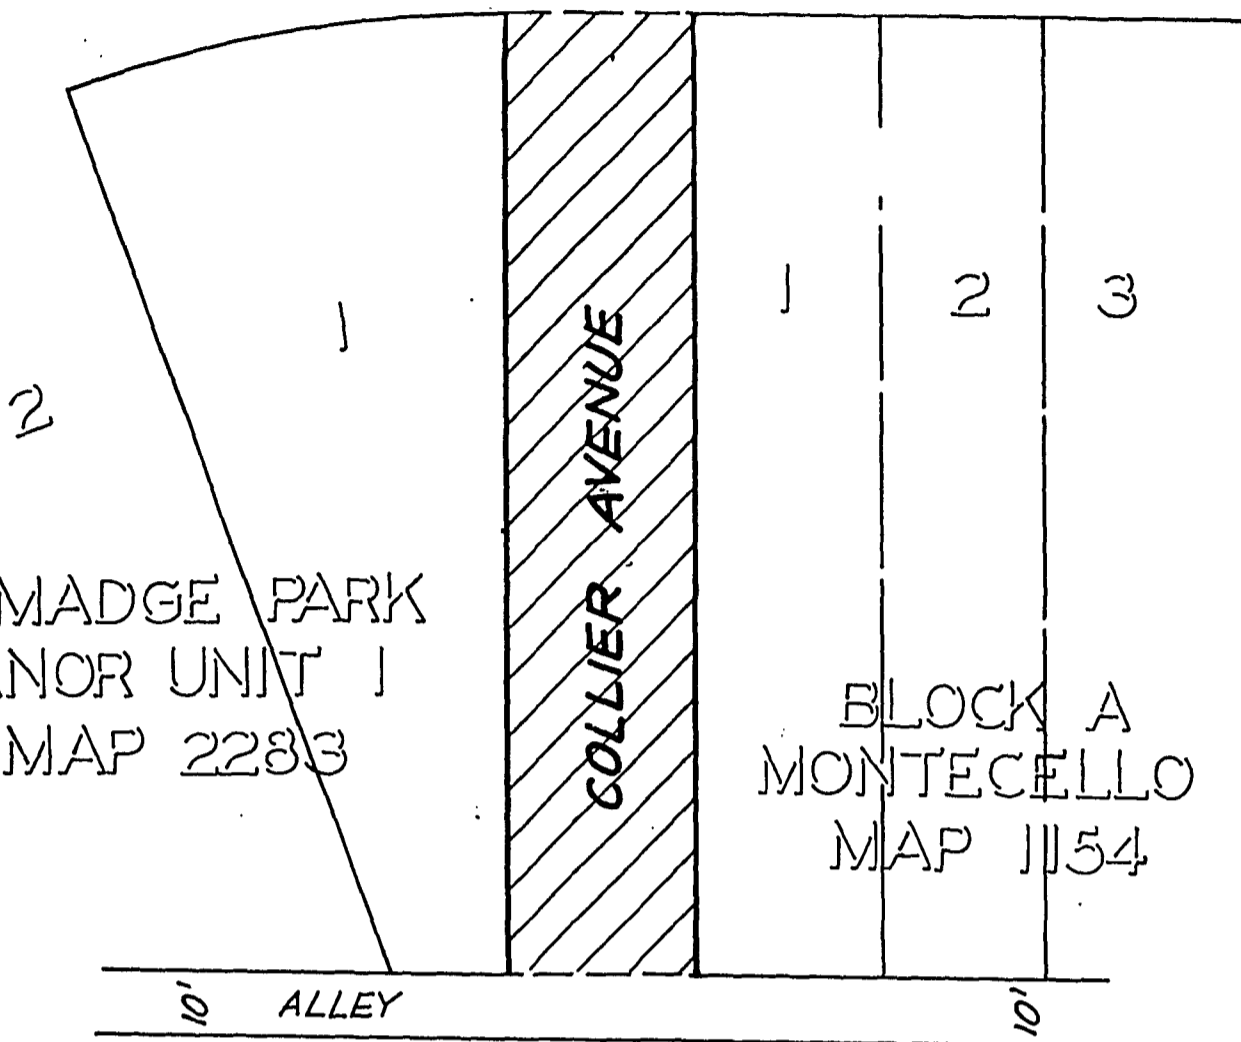 2
1
1
2
3
COLLIER AVENUE
MADGE PARK
ANOR UNIT 1
MAP 2283
BLOCK A
MONTECELLO
MAP 1154
10'
ALLEY
10'